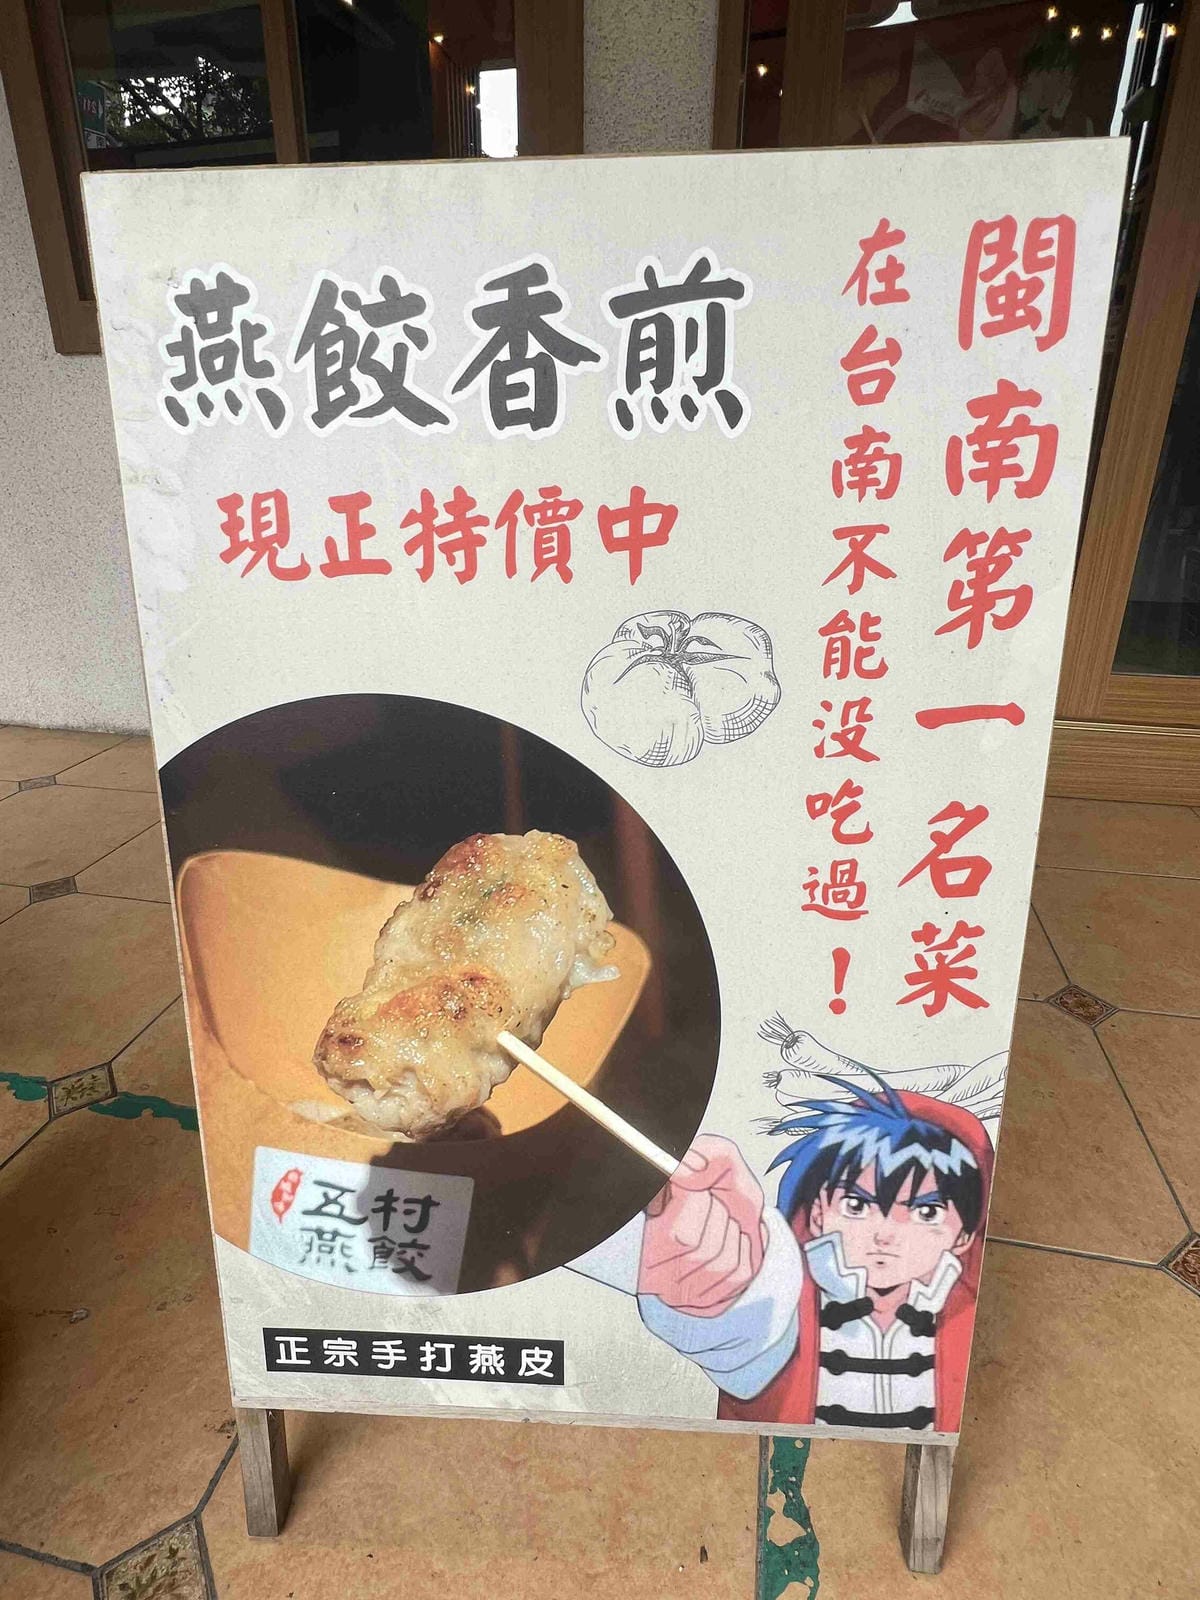 閩南第一名菜
在台南不能沒吃過！
燕餃香煎
現正特價中
五村
燕餃
正宗手打燕皮